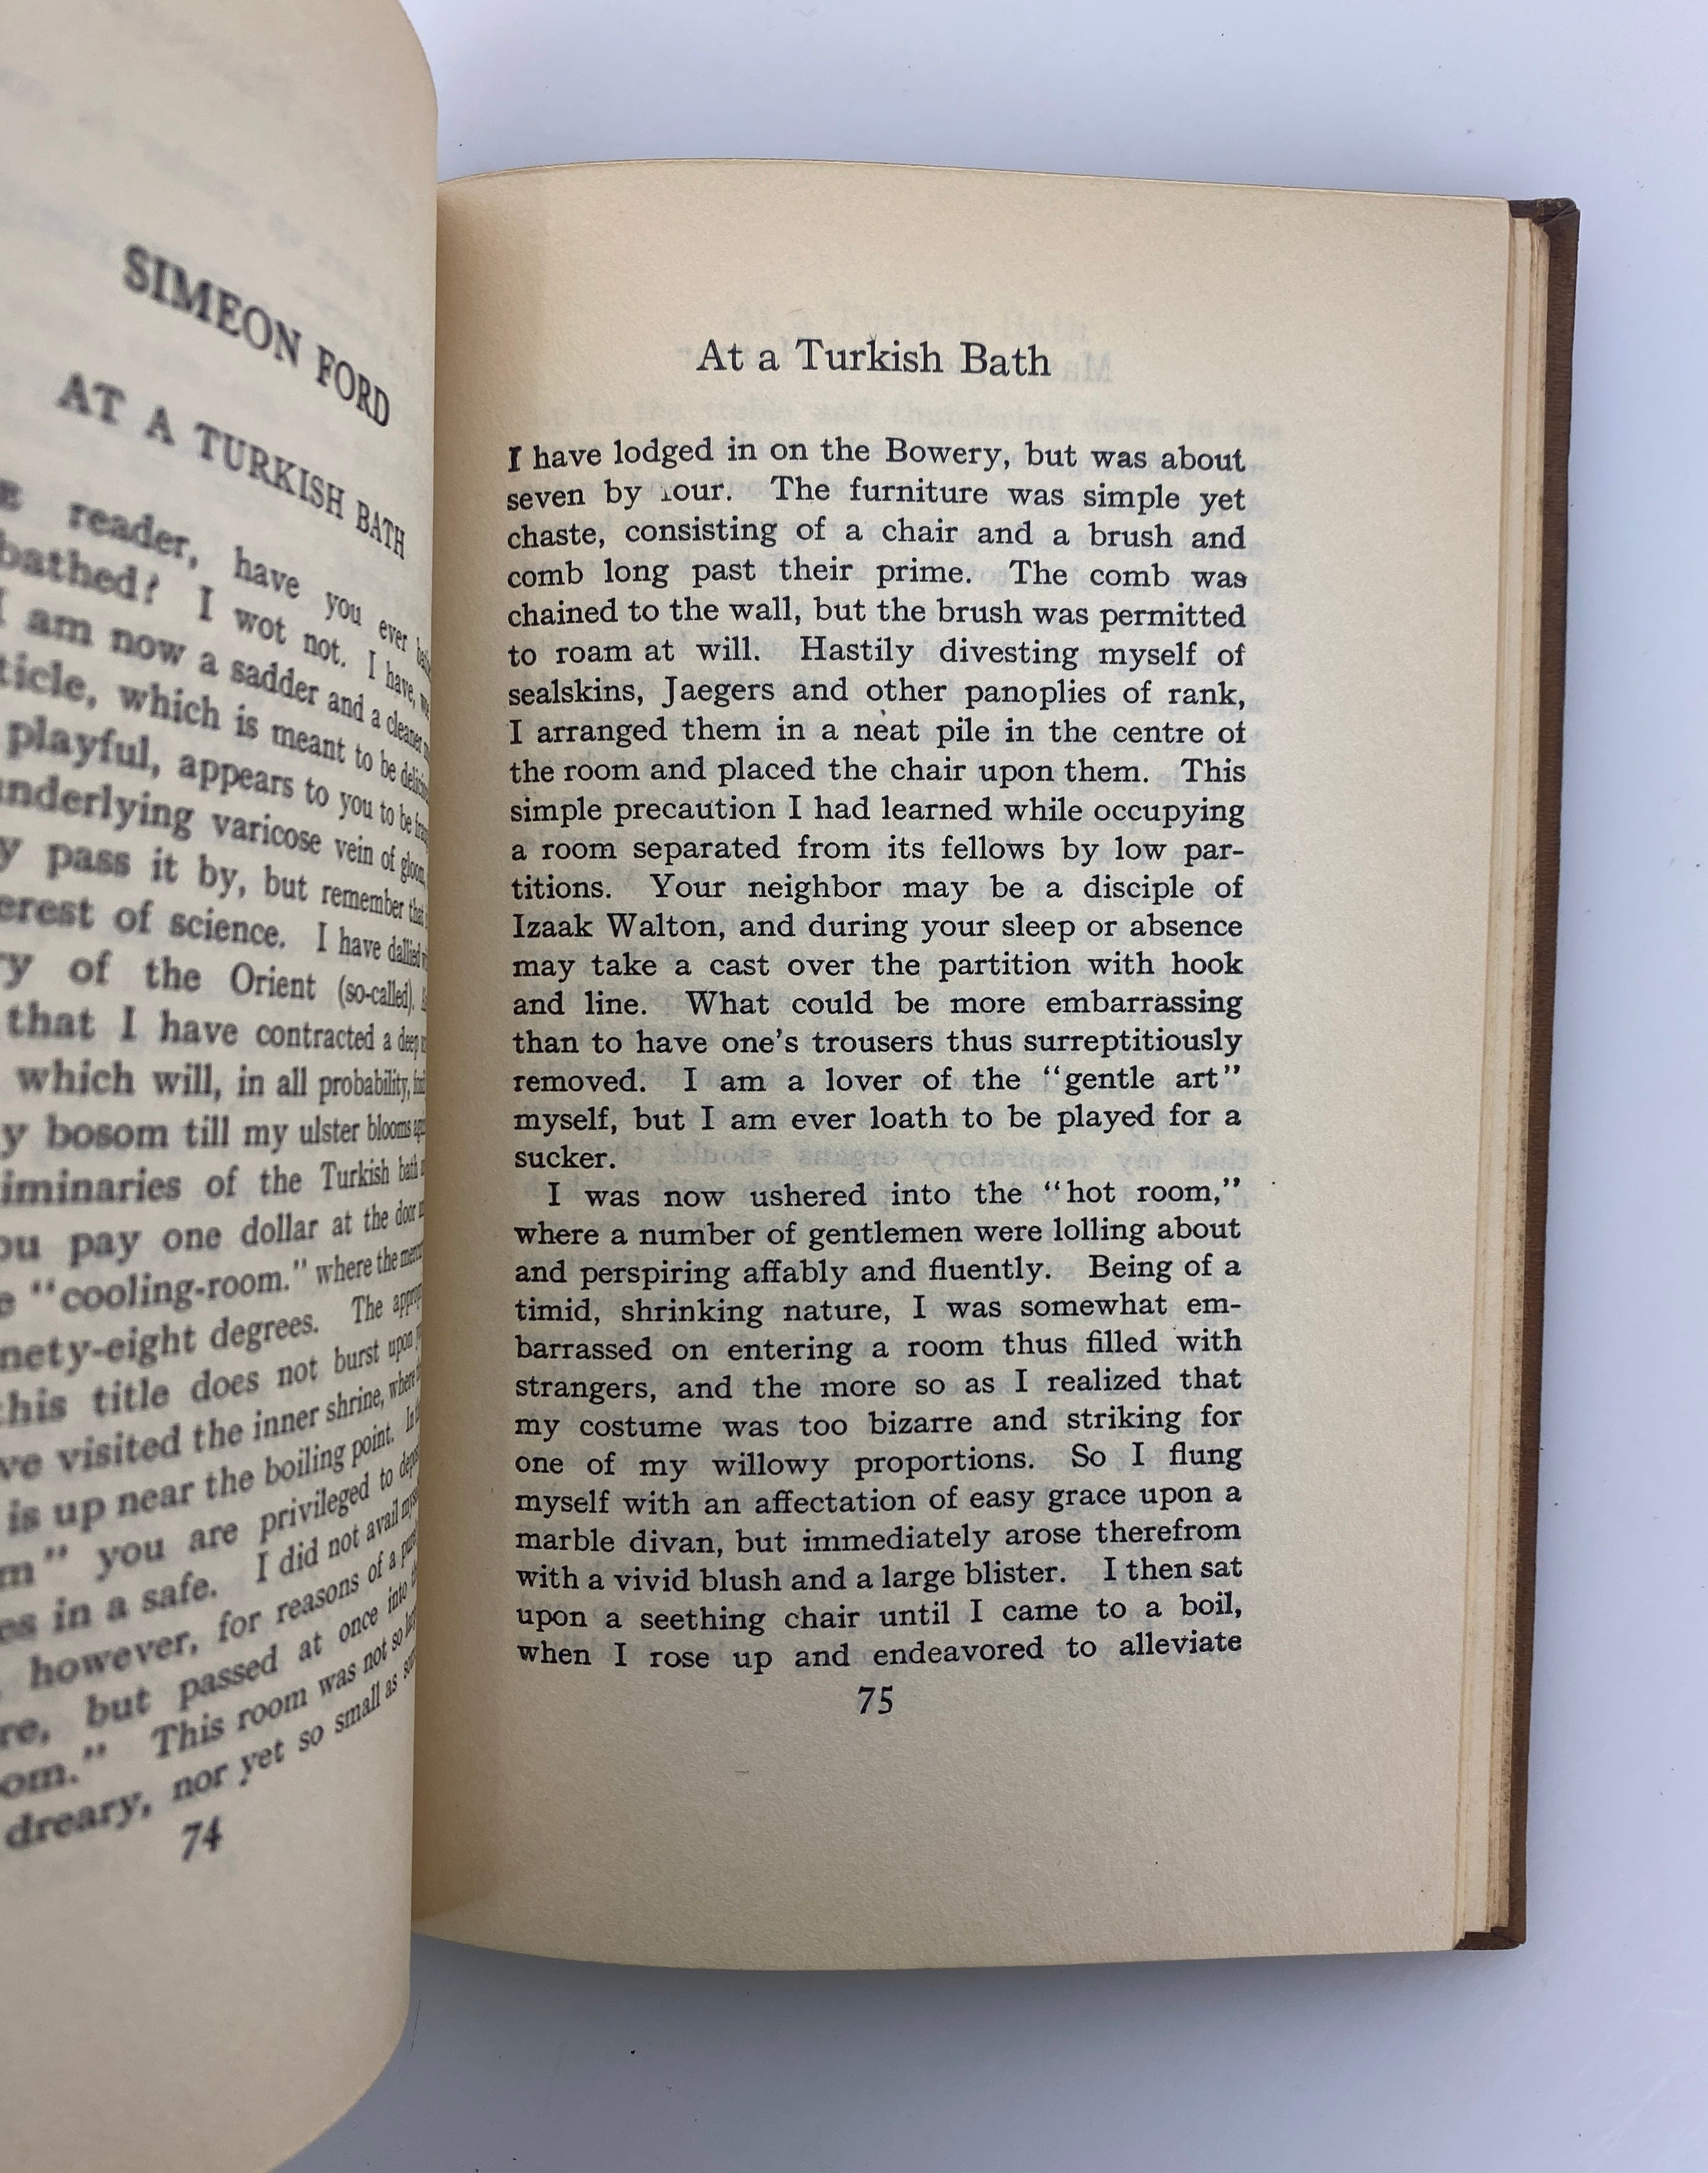 SIMEON FORD
AT A TURKISH BATH
reader, have you ever
bathed? I wot not. I have,
I am now a sadder and a cleaner
which is meant to be
playful, appears to you to be
underlying varicose vein of gloom,
pass it by, but remember that
of science. I have dallied
of the Orient (so-called).
that I have contracted a deep
which will, in all probability,
bosom till my ulster blooms
of the Turkish bath
pay one dollar at the door
"cooling-room." where the
degrees. The
this title does not burst upon
visited the inner shrine, where
is up near the boiling point. In
you are privileged to
in a safe. I did not avail
however, for reasons of a
but passed at once into
This room was not so
dreary, nor yet so small as
74
At a Turkish Bath
I have lodged in on the Bowery, but was about
seven by four. The furniture was simple yet
chaste, consisting of a chair and a brush and
comb long past their prime. The comb was
chained to the wall, but the brush was permitted
to roam at will. Hastily divesting myself of
sealskins, Jaegers and other panoplies of rank,
I arranged them in a neat pile in the centre of
the room and placed the chair upon them. This
simple precaution I had learned while occupying
a room separated from its fellows by low par-
titions. Your neighbor may be a disciple of
Izaak Walton, and during your sleep or absence
may take a cast over the partition with hook
and line. What could be more embarrassing
than to have one's trousers thus surreptitiously
removed. I am a lover of the "gentle art"
myself, but I am ever loath to be played for a
sucker.
I was now ushered into the "hot room,"
where a number of gentlemen were lolling about
and perspiring affably and fluently. Being of a
timid, shrinking nature, I was somewhat em-
barrassed on entering a room thus filled with
strangers, and the more so as I realized that
my costume was too bizarre and striking for
one of my willowy proportions. So I flung
myself with an affectation of easy grace upon a
marble divan, but immediately arose therefrom
with a vivid blush and a large blister. I then sat
upon a seething chair until I came to a boil,
when I rose up and endeavored to alleviate
75